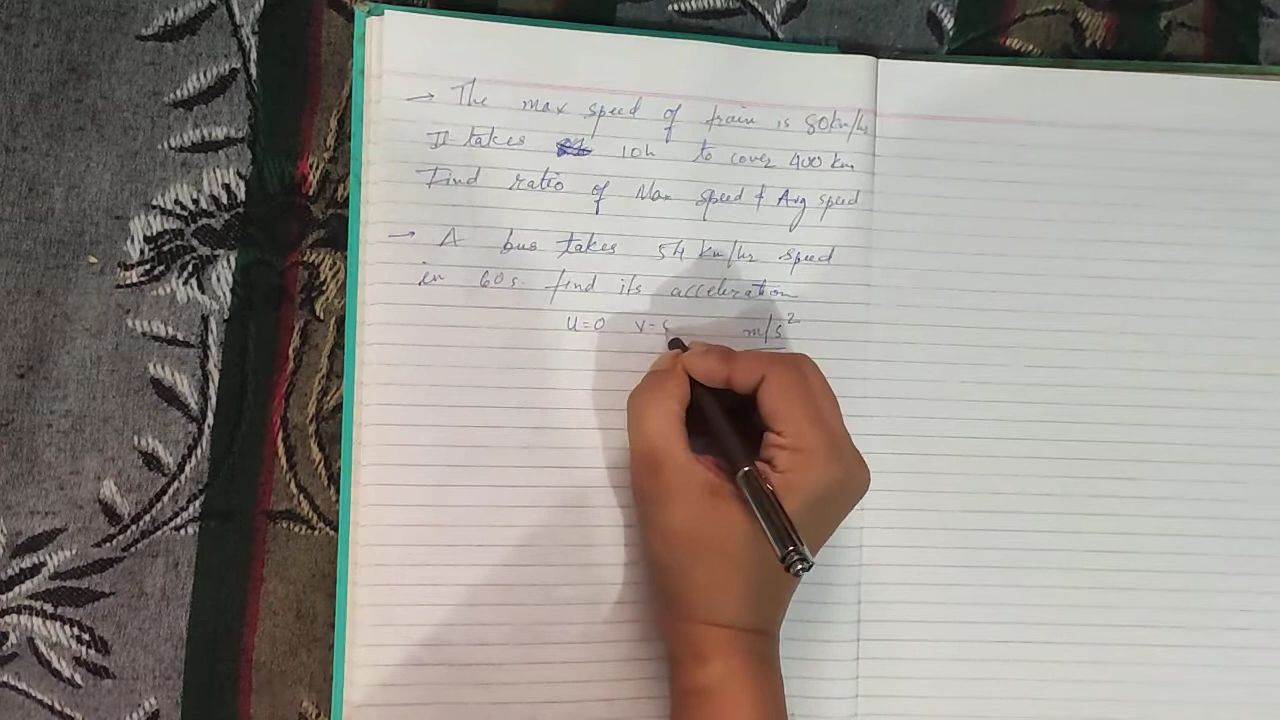 → The max speed of train is 80km/hr
It takes 10h to cover 400 km
Find ratio of Max speed & Avg speed
→ A bus takes 54 km/hr speed
in 60s. find its acceleration
u=0 v= m/s²